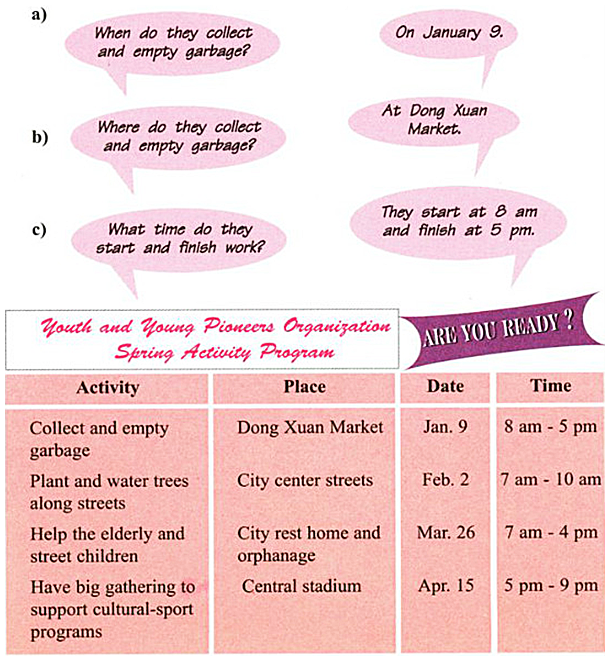 a)
When do they collect
and empty garbage?
On January 9.
b)
Where do they collect
and empty garbage?
At Dong Xuan
Market.
c)
What time do they
start and finish work?
They start at 8 am
and finish at 5 pm.
Youth and Young Pioneers Organization
Spring Activity Program
ARE YOU READY?
Activity Place Date Time
Collect and empty Dong Xuan Market Jan. 9 8 am - 5 pm
garbage
Plant and water trees City center streets Feb. 2 7 am - 10 am
along streets
Help the elderly and City rest home and Mar. 26 7 am - 4 pm
street children orphanage
Have big gathering to Central stadium Apr. 15 5 pm - 9 pm
support cultural-sport
programs